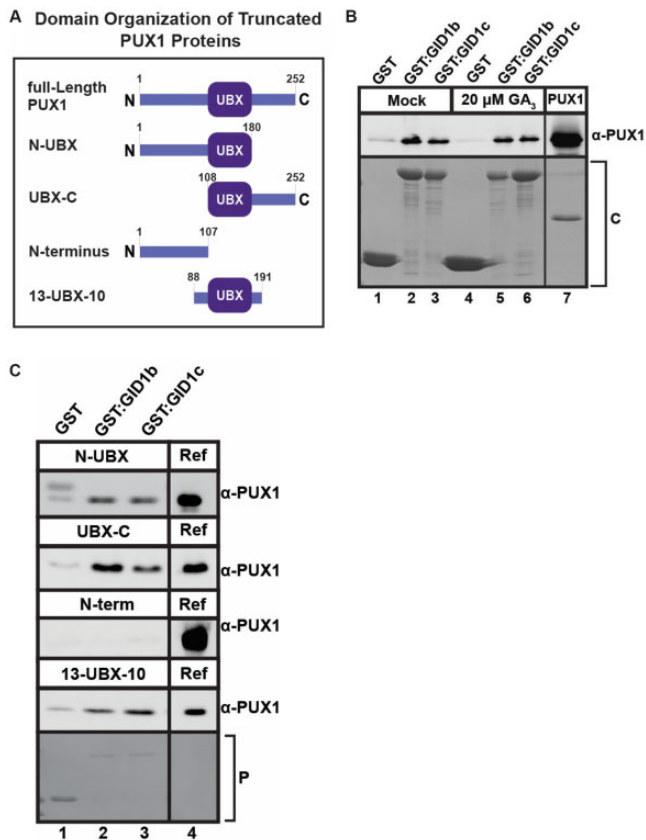 A Domain Organization of Truncated
PUX1 Proteins
full-Length
PUX1
N
1
UBX
252
C
N-UBX
N
1
UBX
180
UBX-C
108
UBX
252
C
N-terminus
N
1
107
13-UBX-10
88
UBX
191
B
GST
GST:GID1b
GST:GID1c
GST
GST:GID1b
GST:GID1c
Mock
20 µM GA₃
PUX1
α-PUX1
C
1 2 3 4 5 6 7
C
GST
GST:GID1b
GST:GID1c
N-UBX Ref
α-PUX1
UBX-C Ref
α-PUX1
N-term Ref
α-PUX1
13-UBX-10 Ref
α-PUX1
P
1 2 3 4